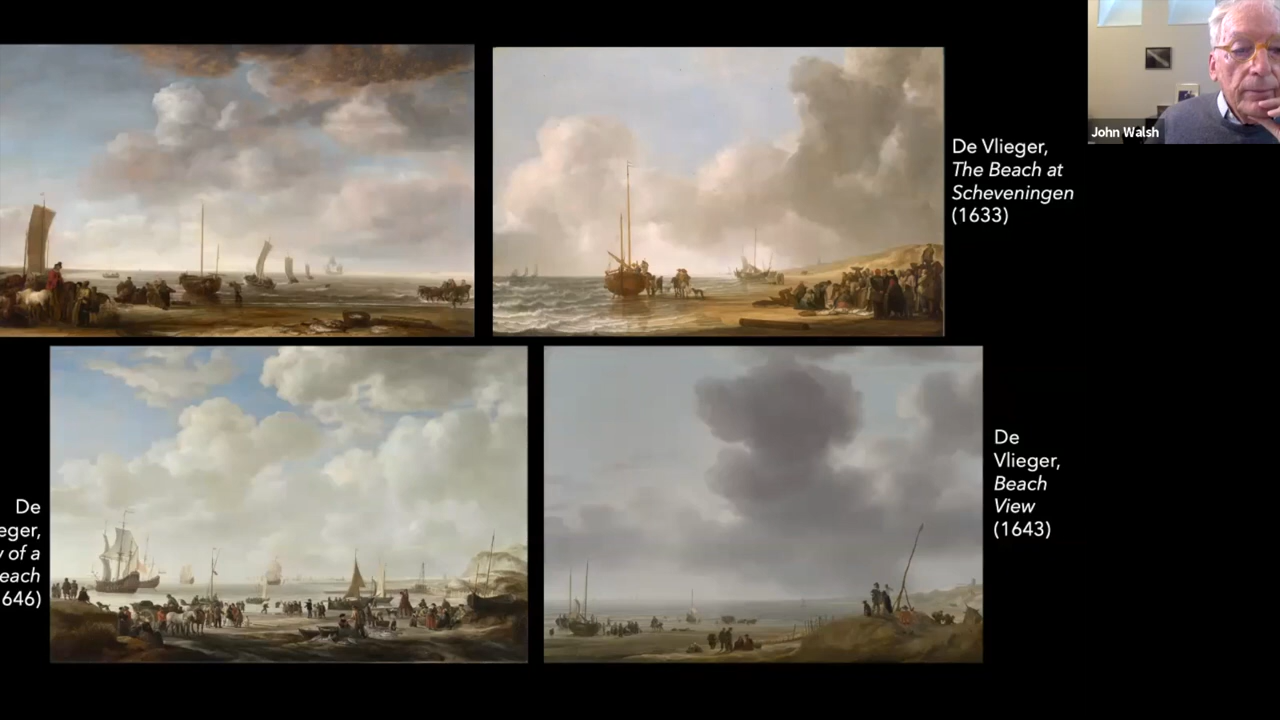 John Walsh
De Vlieger,
The Beach at
Scheveningen
(1633)
De
Vlieger,
Beach
View
(1643)
De
eger,
of a
each
646)